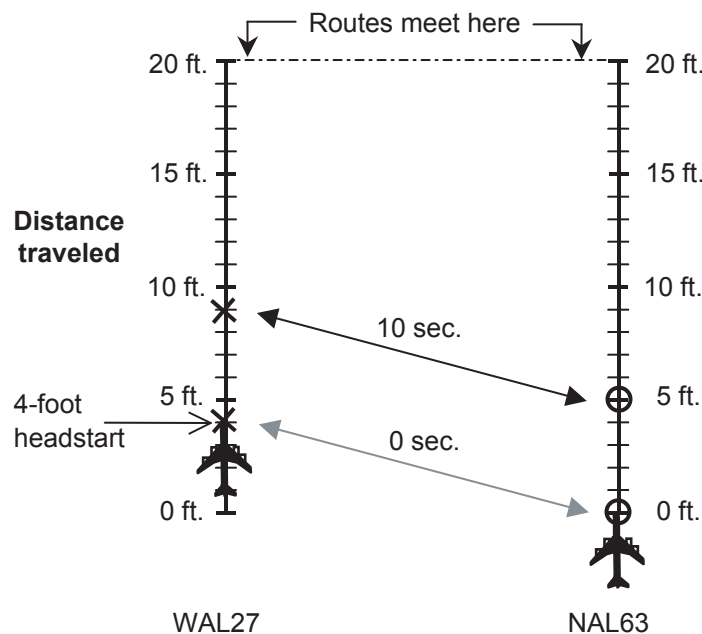 Routes meet here
20 ft.
20 ft.
15 ft.
15 ft.
Distance
traveled
10 ft.
10 ft.
10 sec.
5 ft.
5 ft.
4-foot
headstart
0 sec.
0 ft.
0 ft.
WAL27
NAL63